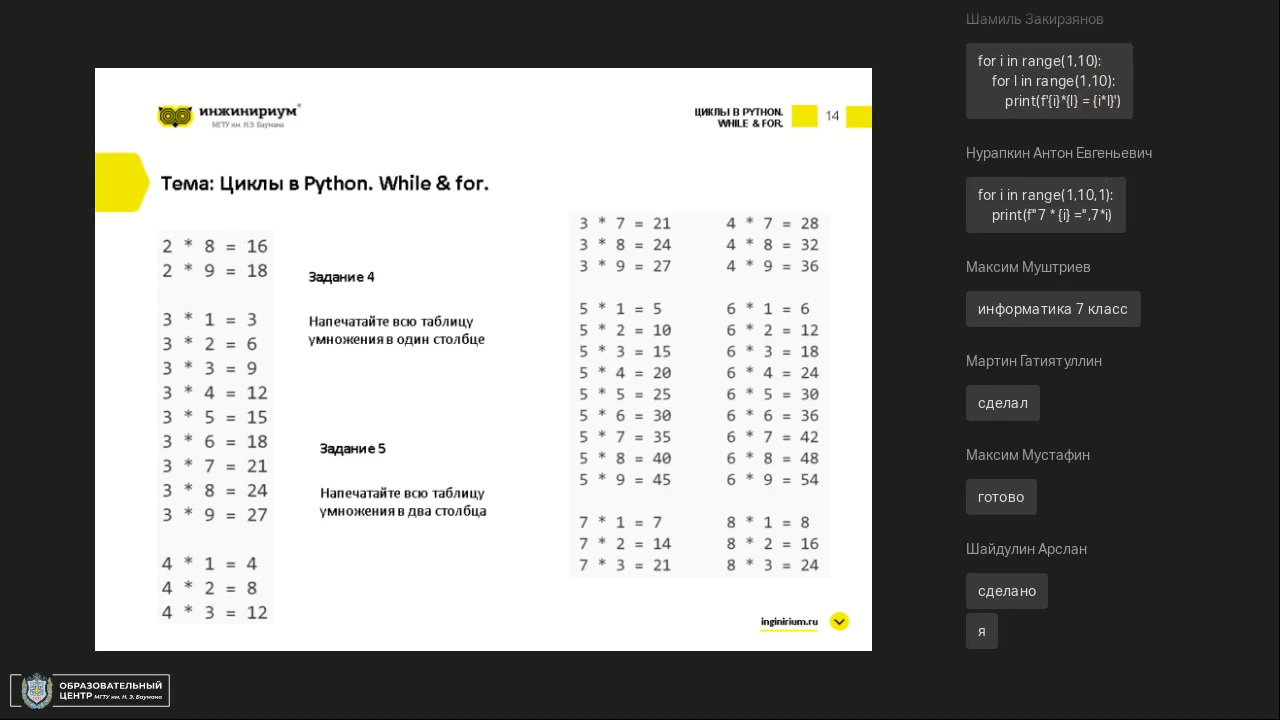 инжинириум®
МГТУ им. Н.Э. Баумана
ЦИКЛЫ В PYTHON.
WHILE & FOR.
14
Тема: Циклы в Python. While & for.
2 * 8 = 16
2 * 9 = 18
3 * 1 = 3
3 * 2 = 6
3 * 3 = 9
3 * 4 = 12
3 * 5 = 15
3 * 6 = 18
3 * 7 = 21
3 * 8 = 24
3 * 9 = 27
4 * 1 = 4
4 * 2 = 8
4 * 3 = 12
Задание 4
Напечатайте всю таблицу
умножения в один столбце
Задание 5
Напечатайте всю таблицу
умножения в два столбца
3 * 7 = 21 4 * 7 = 28
3 * 8 = 24 4 * 8 = 32
3 * 9 = 27 4 * 9 = 36
5 * 1 = 5 6 * 1 = 6
5 * 2 = 10 6 * 2 = 12
5 * 3 = 15 6 * 3 = 18
5 * 4 = 20 6 * 4 = 24
5 * 5 = 25 6 * 5 = 30
5 * 6 = 30 6 * 6 = 36
5 * 7 = 35 6 * 7 = 42
5 * 8 = 40 6 * 8 = 48
5 * 9 = 45 6 * 9 = 54
7 * 1 = 7 8 * 1 = 8
7 * 2 = 14 8 * 2 = 16
7 * 3 = 21 8 * 3 = 24
inginirium.ru
ОБРАЗОВАТЕЛЬНЫЙ
ЦЕНТР МГТУ им. Н. Э. Баумана
Шамиль Закирзянов
for i in range(1,10):
for l in range(1,10):
print(f'{i}*{l} = {i*l}')
Нурапкин Антон Евгеньевич
for i in range(1,10,1):
print(f"7 * {i} =",7*i)
Максим Муштриев
информатика 7 класс
Мартин Гатиятуллин
сделал
Максим Мустафин
готово
Шайдулин Арслан
сделано
я